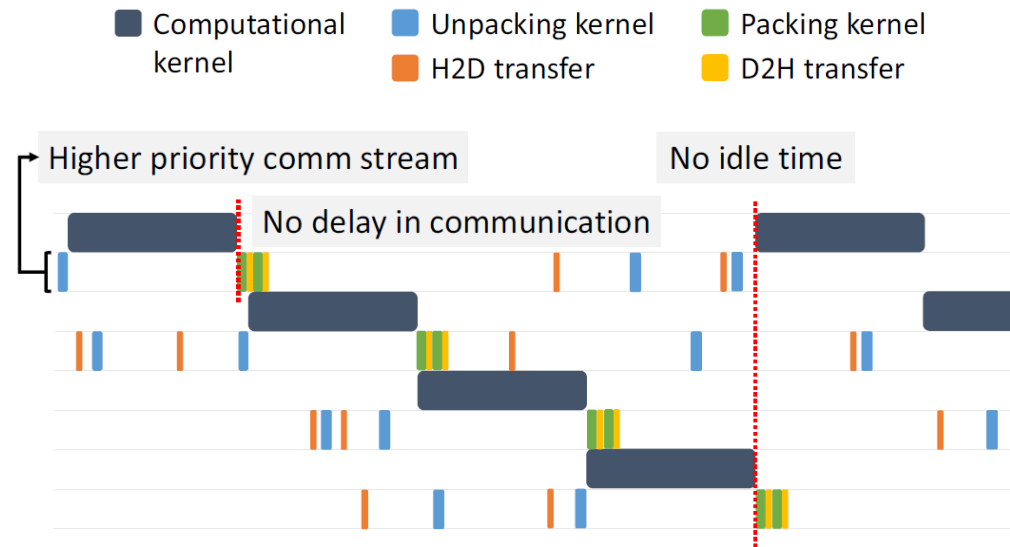 Computational
kernel
Unpacking kernel
Packing kernel
H2D transfer
D2H transfer
Higher priority comm stream
No idle time
No delay in communication